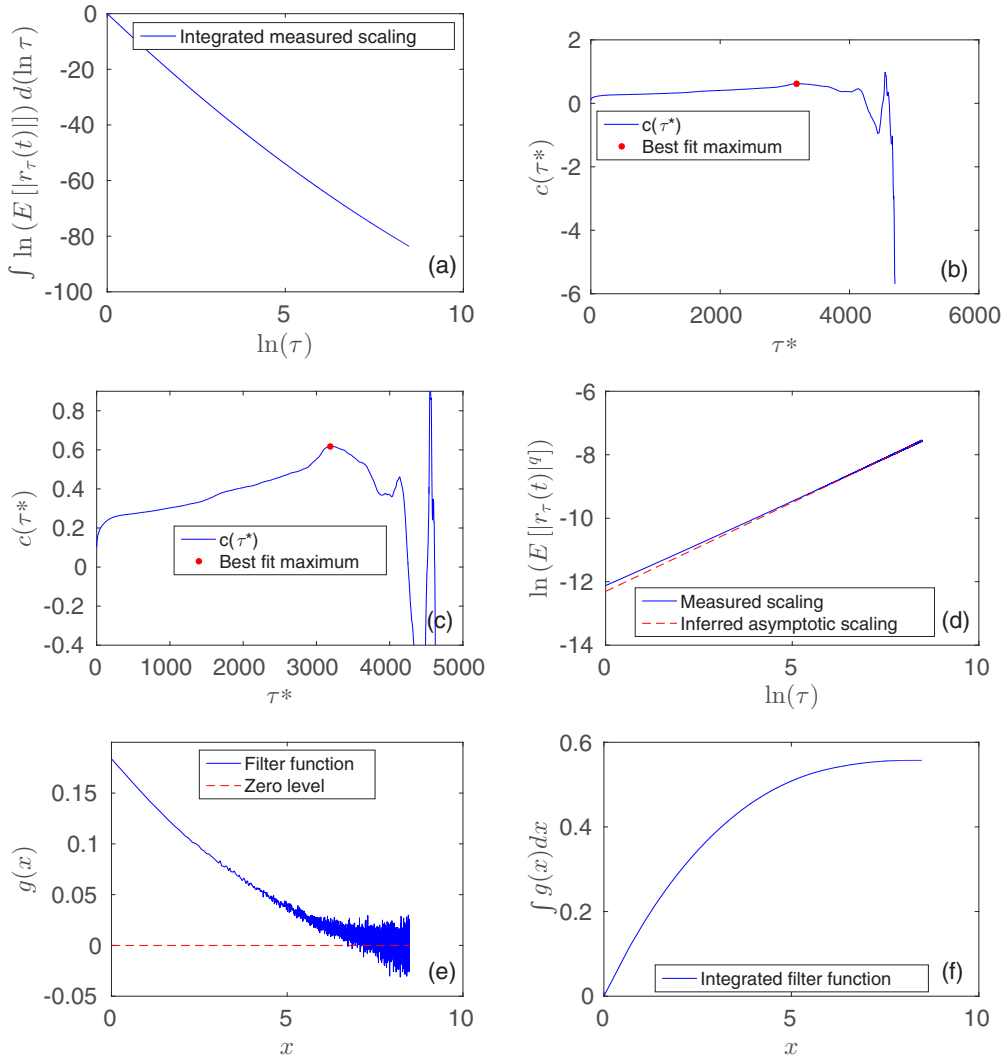 0
-20
-40
-60
-80
-100
∫ ln (E [|r_τ(t)|]) d(ln τ)
Integrated measured scaling
(a)
0
5
10
ln(τ)
2
0
-2
-4
-6
c(τ*)
c(τ*)
Best fit maximum
(b)
0
2000
4000
6000
τ*
0.8
0.6
0.4
0.2
0
-0.2
-0.4
c(τ*)
c(τ*)
Best fit maximum
(c)
0
1000
2000
3000
4000
5000
τ*
-6
-8
-10
-12
-14
ln (E [|r_τ(t)|^q])
Measured scaling
Inferred asymptotic scaling
(d)
0
5
10
ln(τ)
0.15
0.1
0.05
0
-0.05
g(x)
Filter function
Zero level
(e)
0
5
10
x
0.6
0.4
0.2
0
∫ g(x)dx
Integrated filter function
(f)
0
5
10
x